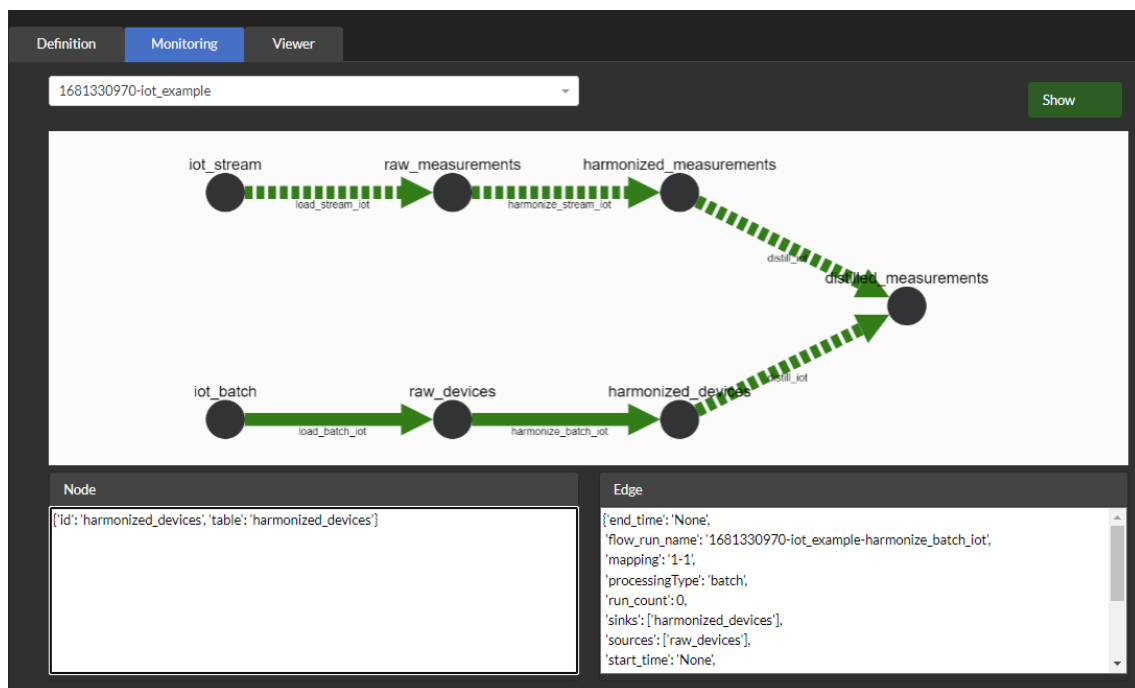 Definition Monitoring Viewer
1681330970-iot_example
Show
iot_stream raw_measurements harmonized_measurements
load_stream_iot harmonize_stream_iot
distill_iot
distilled_measurements
iot_batch raw_devices harmonized_devices
distill_iot
load_batch_iot harmonize_batch_iot
Node
{'id': 'harmonized_devices', 'table': 'harmonized_devices'}
Edge
{'end_time': 'None',
'flow_run_name': '1681330970-iot_example-harmonize_batch_iot',
'mapping': '1-1',
'processingType': 'batch',
'run_count': 0,
'sinks': ['harmonized_devices'],
'sources': ['raw_devices'],
'start_time': 'None',